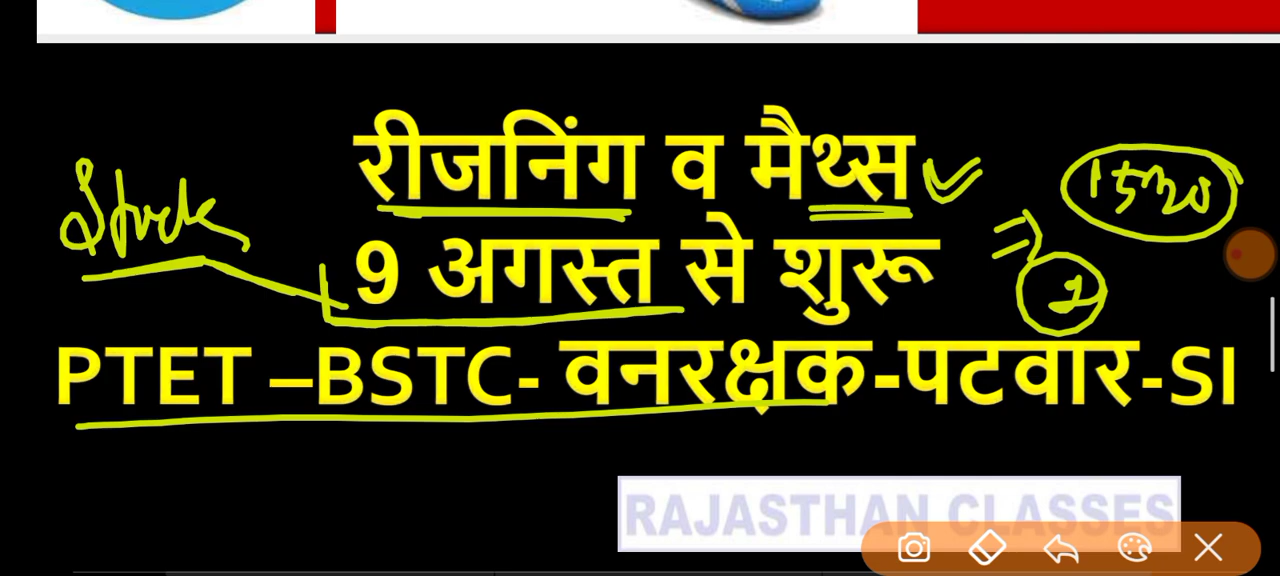 रीजनिंग व मैथ्स
9 अगस्त से शुरू
PTET –BSTC- वनरक्षक-पटवार-SI
RAJASTHAN CLASSES